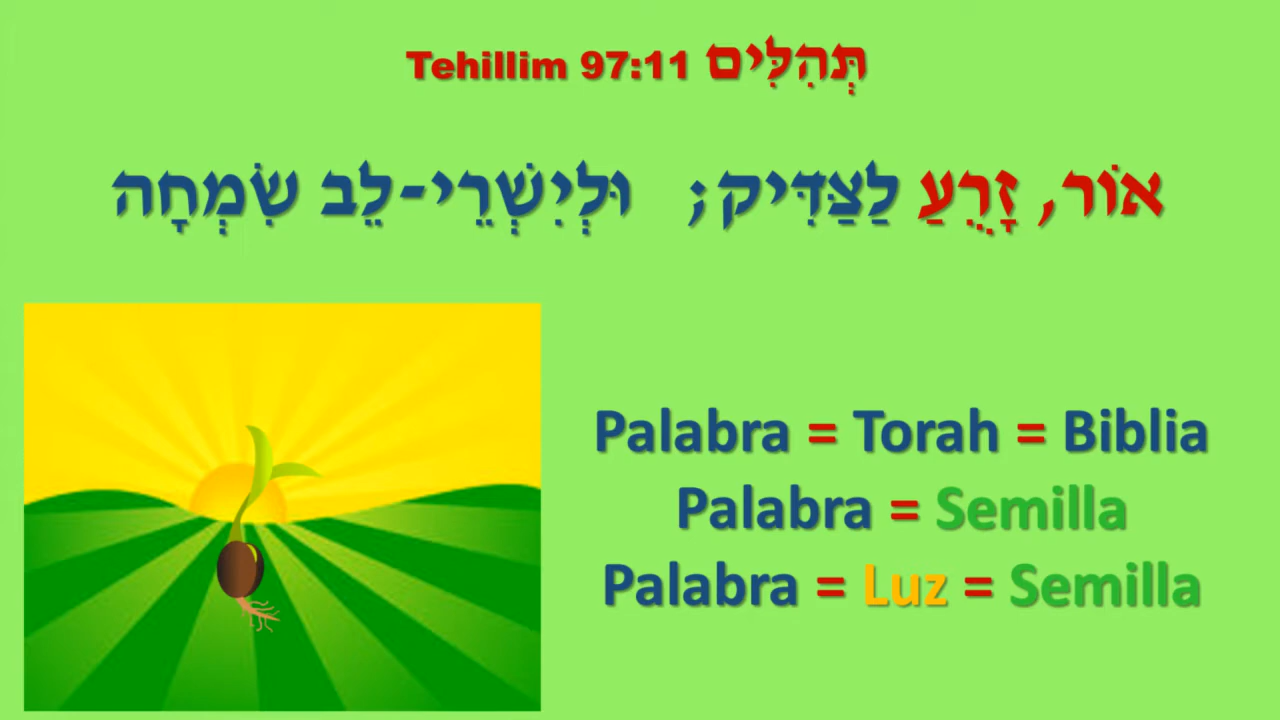 Tehillim 97:11 תְּהִלִּים
אוֹר, זָרֻעַ לַצַּדִּיק; וּלְיִשְׁרֵי-לֵב שִׂמְחָה
Palabra = Torah = Biblia
Palabra = Semilla
Palabra = Luz = Semilla